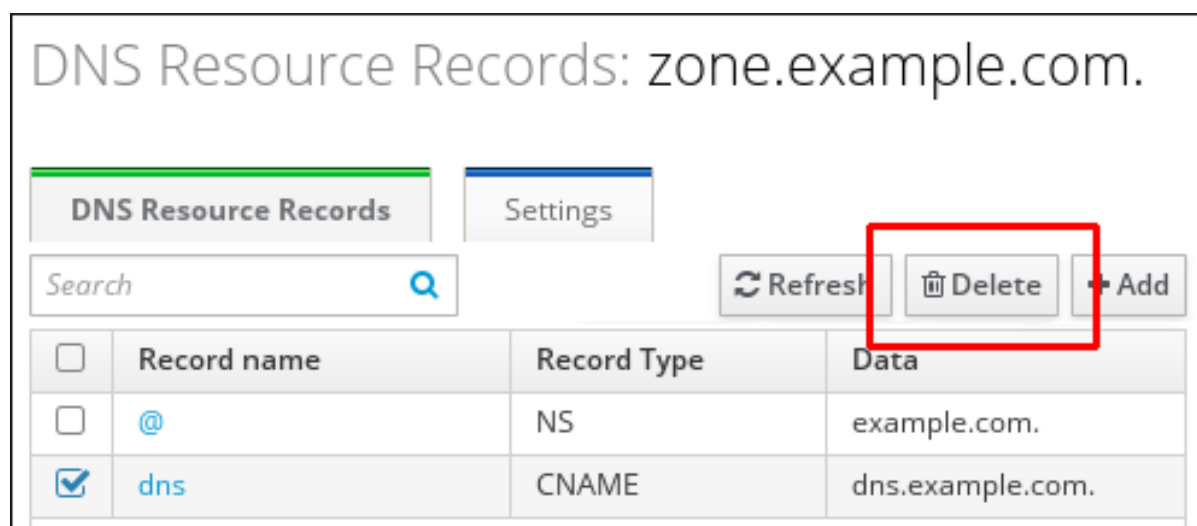 DNS Resource Records: zone.example.com.
DNS Resource Records Settings
Search Refresh Delete + Add
Record name Record Type Data
@ NS example.com.
dns CNAME dns.example.com.